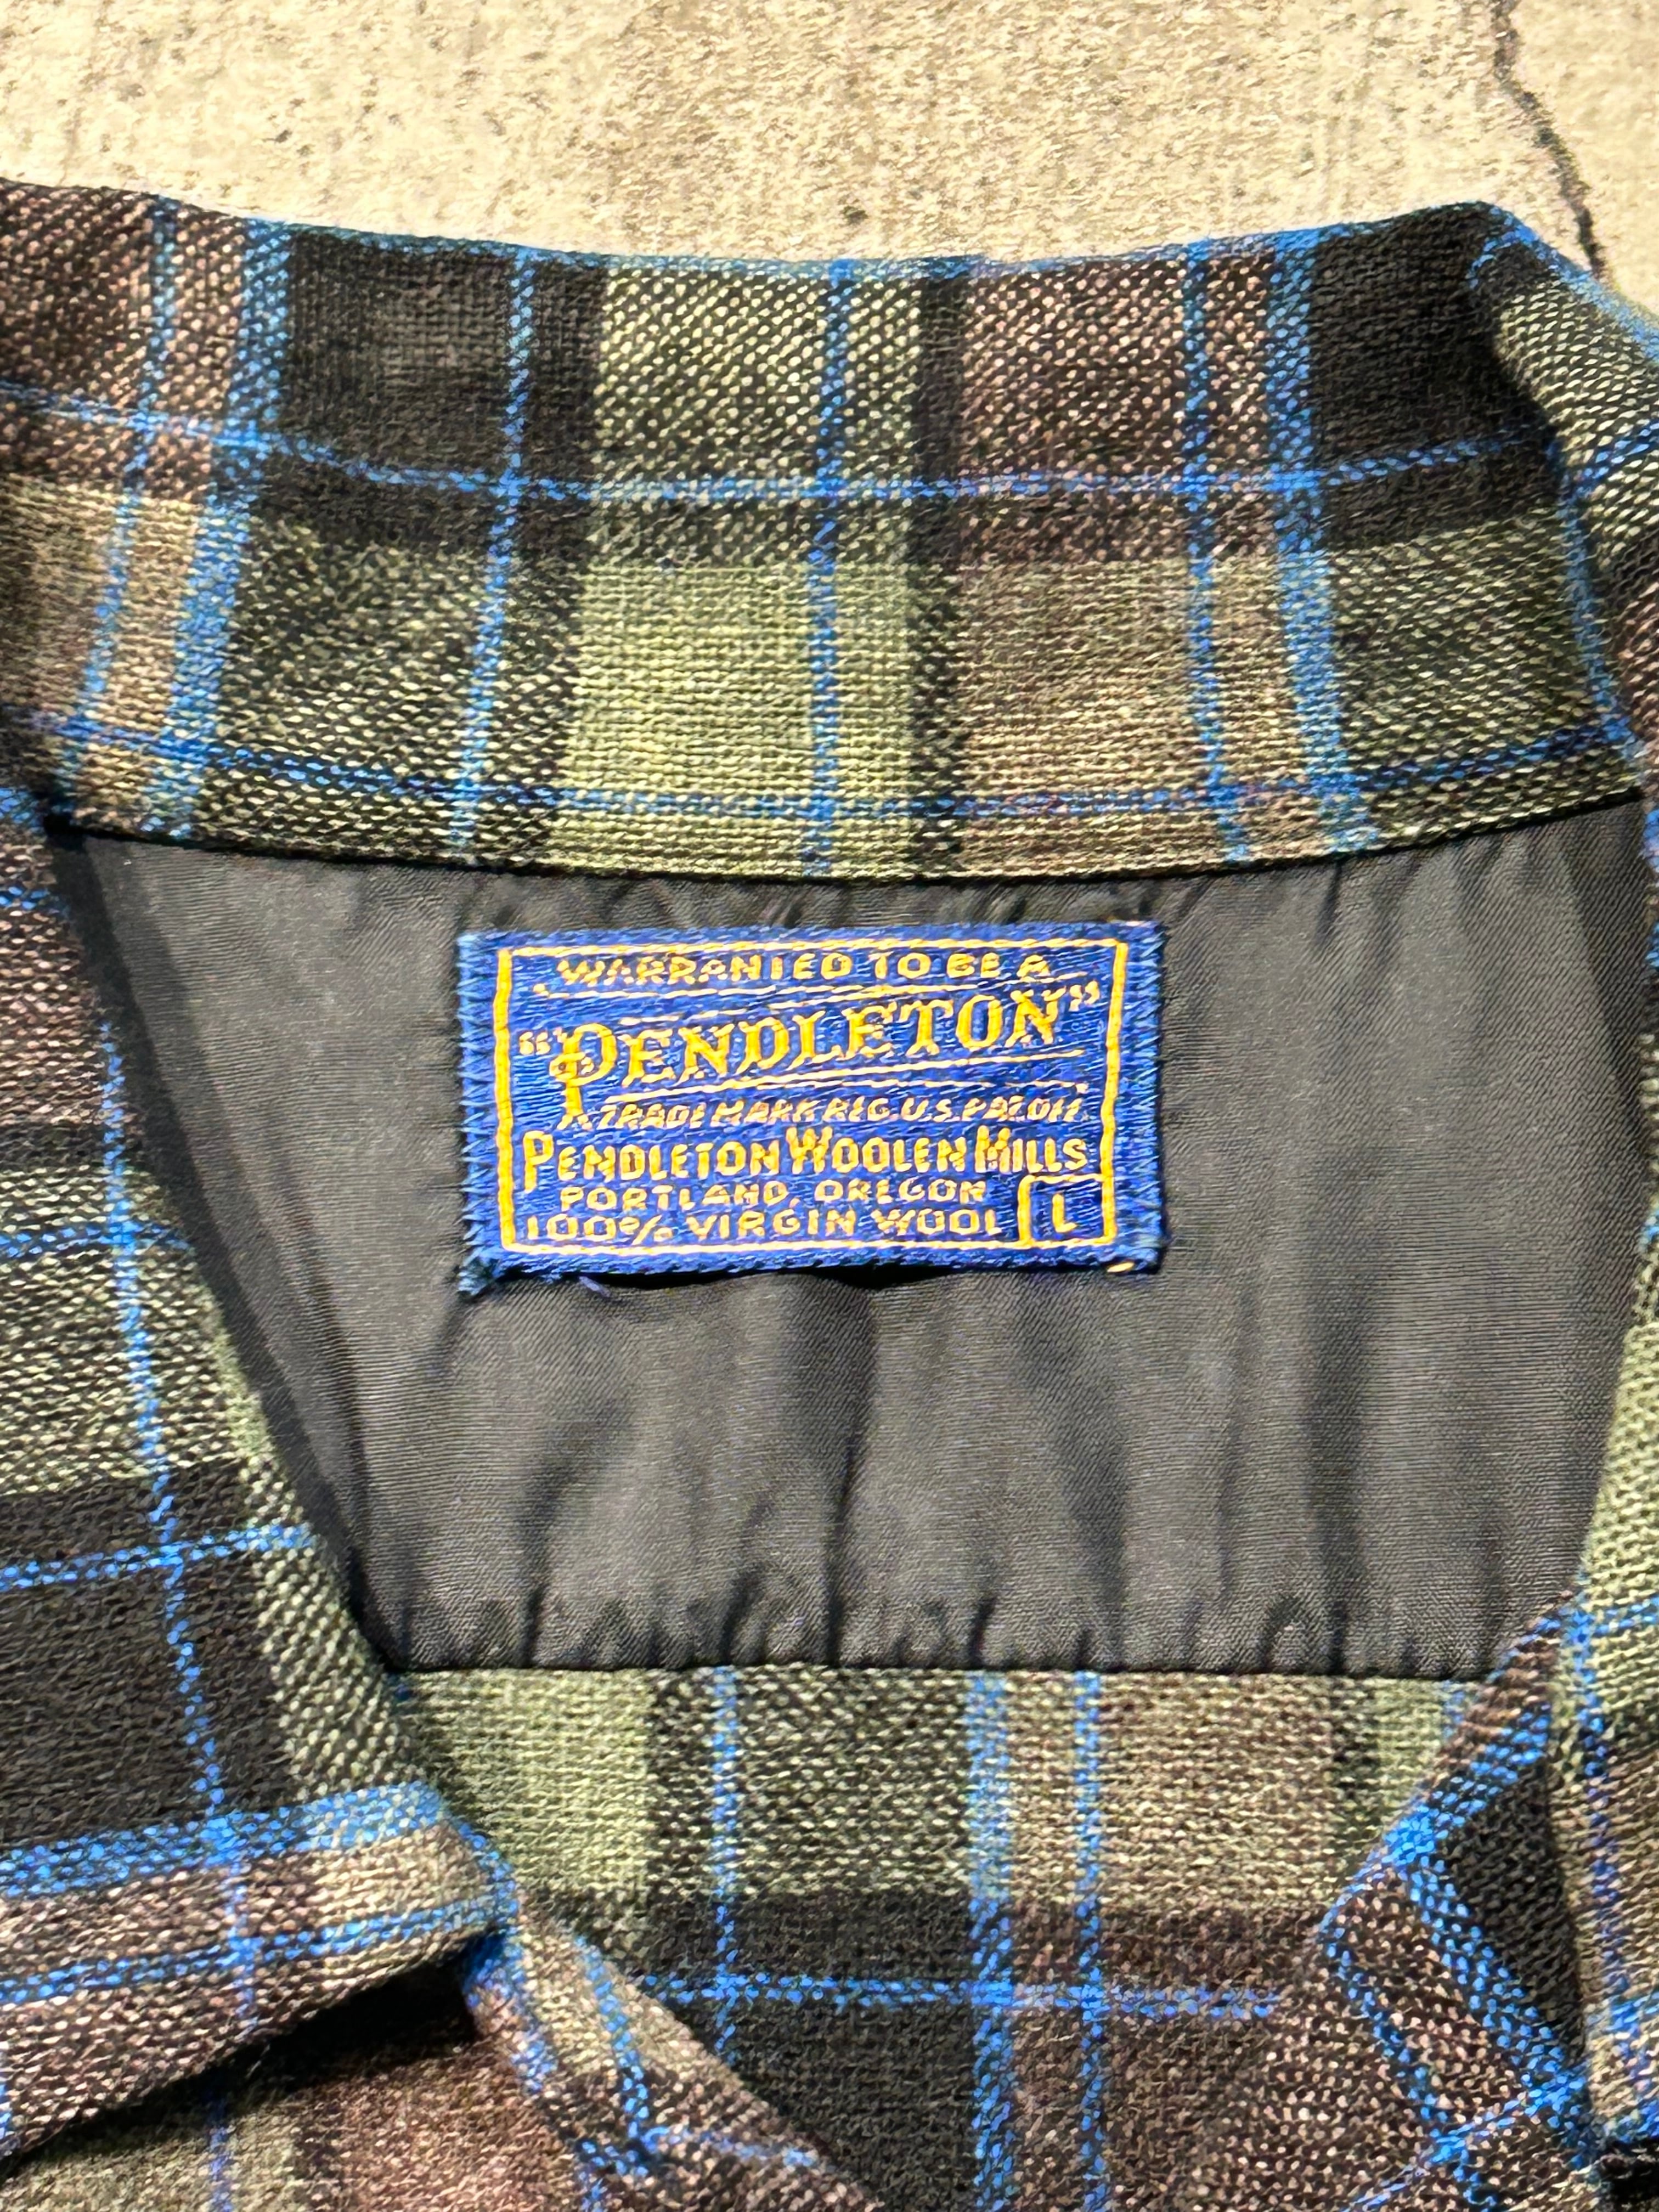 WARRANTED TO BE A
"PENDLETON"
TRADE MARK REG. U.S. PAT. OFF.
PENDLETON WOOLEN MILLS
PORTLAND, OREGON
100% VIRGIN WOOL L